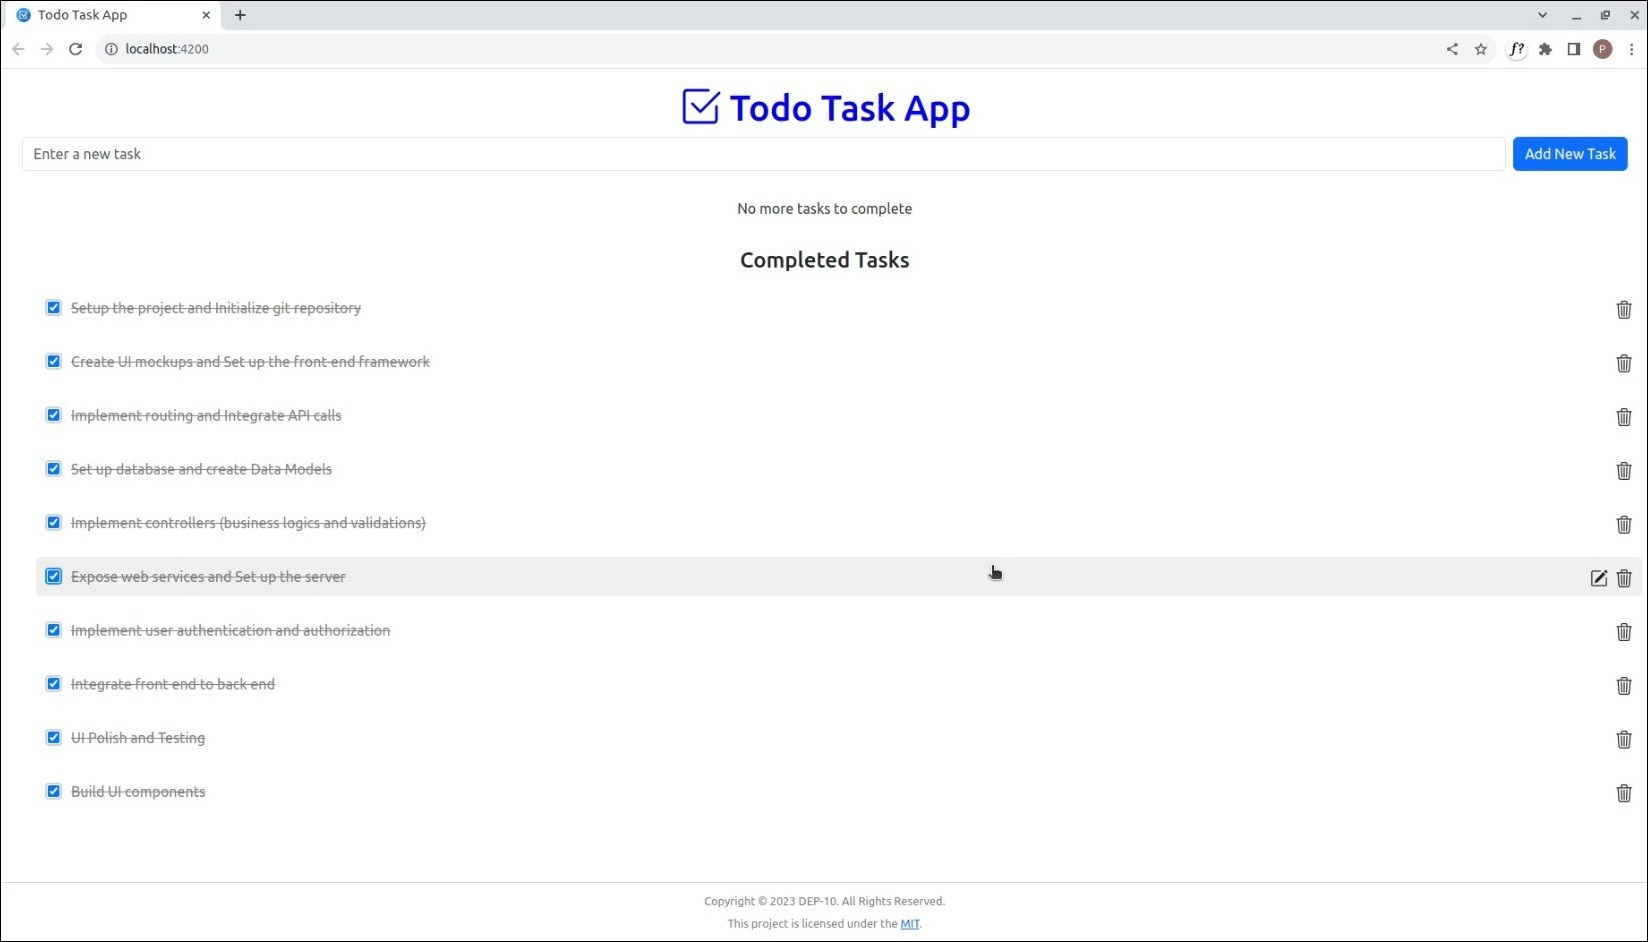 Todo Task App
localhost:4200
f?
P
Todo Task App
Enter a new task
Add New Task
No more tasks to complete
Completed Tasks
Setup the project and Initialize git repository
Create UI mockups and Set up the front end framework
Implement routing and Integrate API calls
Set up database and create Data Models
Implement controllers (business logics and validations)
Expose web services and Set up the server
Implement user authentication and authorization
Integrate front end to back end
UI Polish and Testing
Build UI components
Copyright © 2023 DEP-10. All Rights Reserved.
This project is licensed under the MIT.